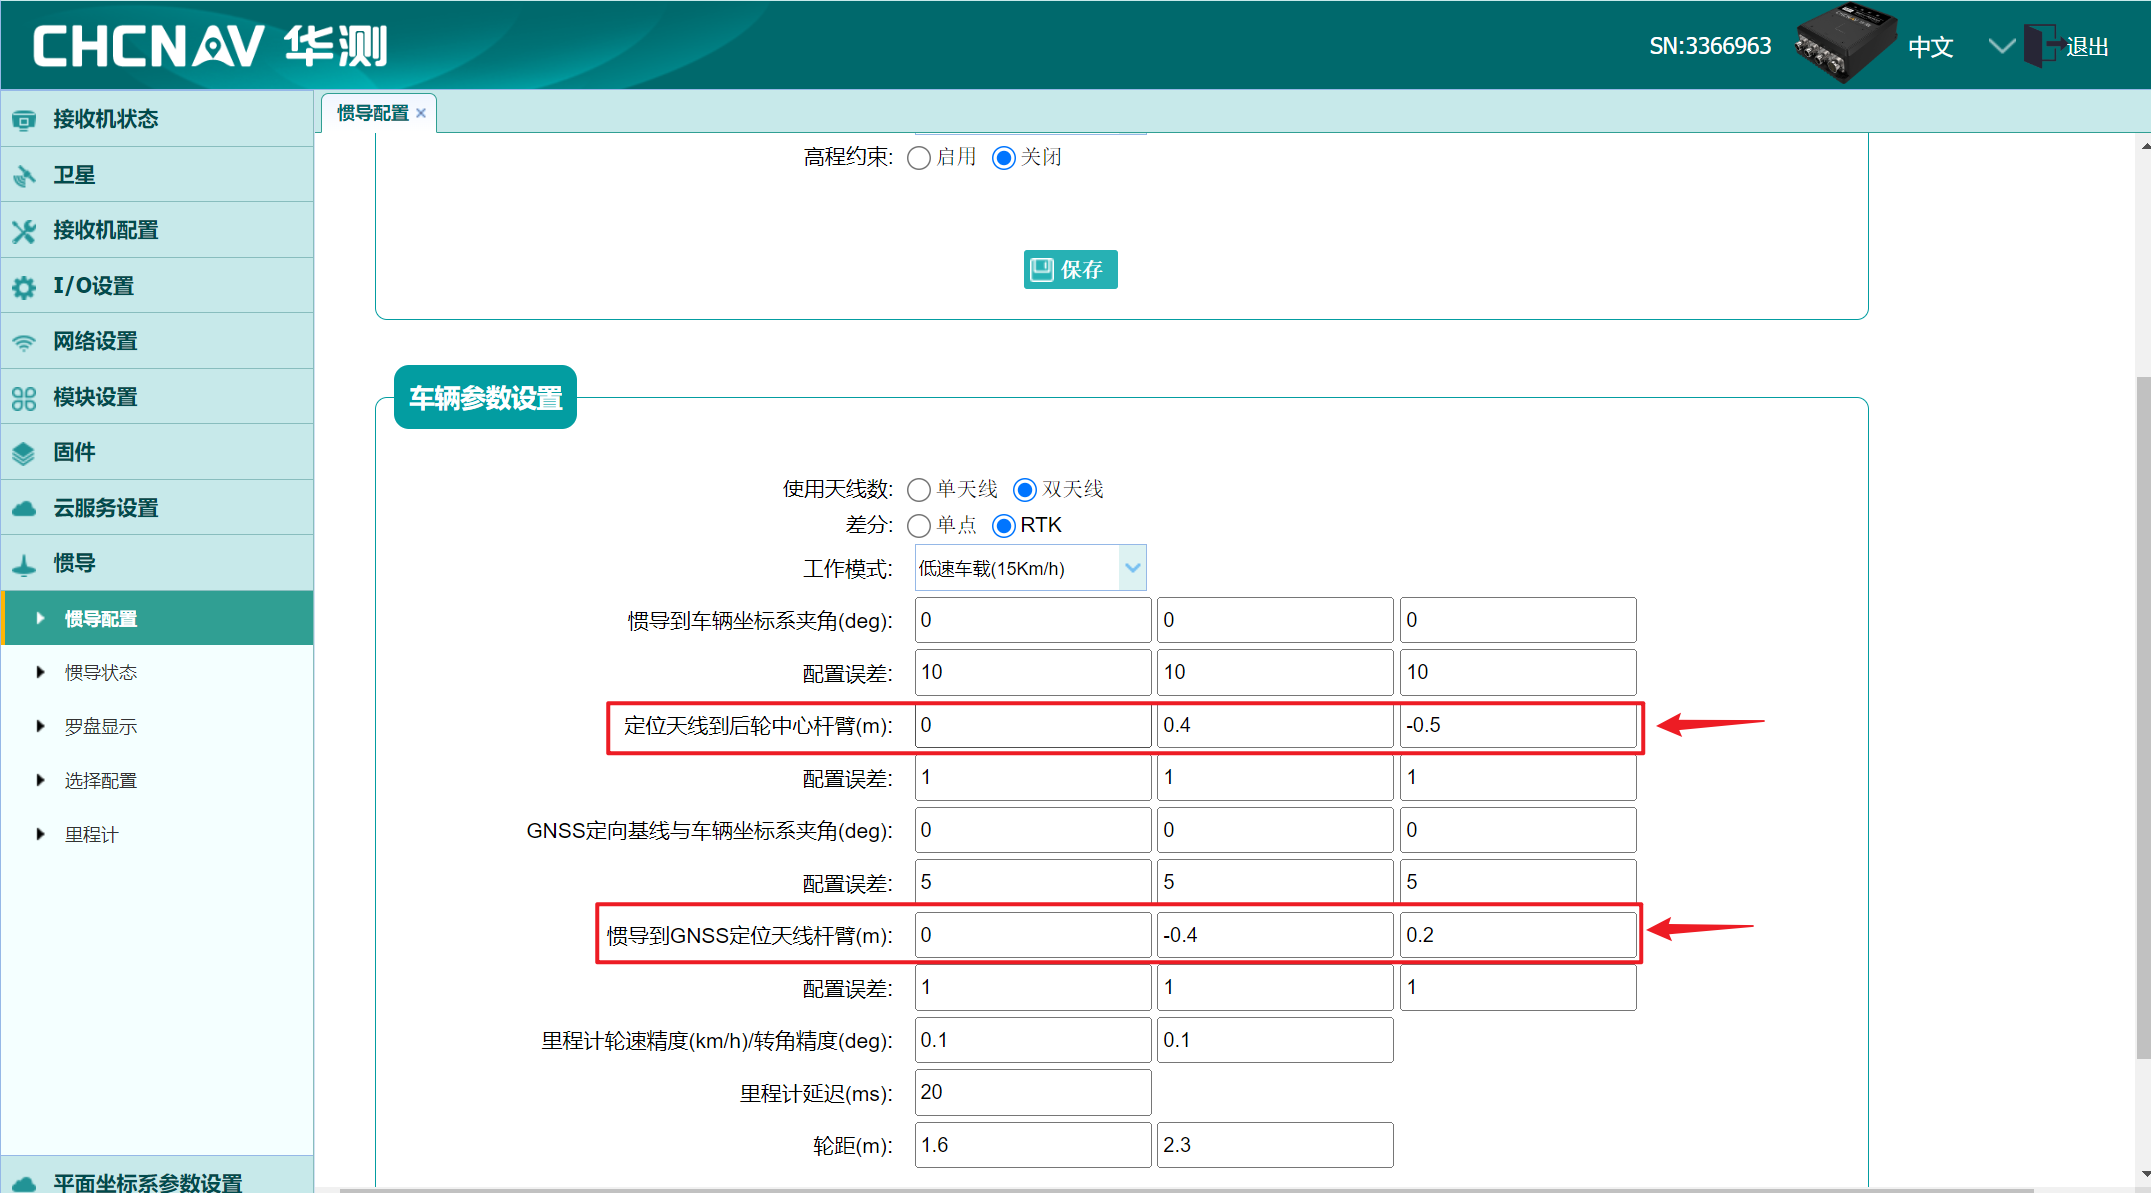 CHCNAV 华测
SN:3366963 中文 退出
接收机状态
卫星
接收机配置
I/O设置
网络设置
模块设置
固件
云服务设置
惯导
惯导配置
惯导状态
罗盘显示
选择配置
里程计
平面坐标系参数设置
惯导配置 ×
高程约束: 启用 关闭
保存
车辆参数设置
使用天线数: 单天线 双天线
差分: 单点 RTK
工作模式: 低速车载(15Km/h)
惯导到车辆坐标系夹角(deg): 0 0 0
配置误差: 10 10 10
定位天线到后轮中心杆臂(m): 0 0.4 -0.5
配置误差: 1 1 1
GNSS定向基线与车辆坐标系夹角(deg): 0 0 0
配置误差: 5 5 5
惯导到GNSS定位天线杆臂(m): 0 -0.4 0.2
配置误差: 1 1 1
里程计轮速精度(km/h)/转角精度(deg): 0.1 0.1
里程计延迟(ms): 20
轮距(m): 1.6 2.3